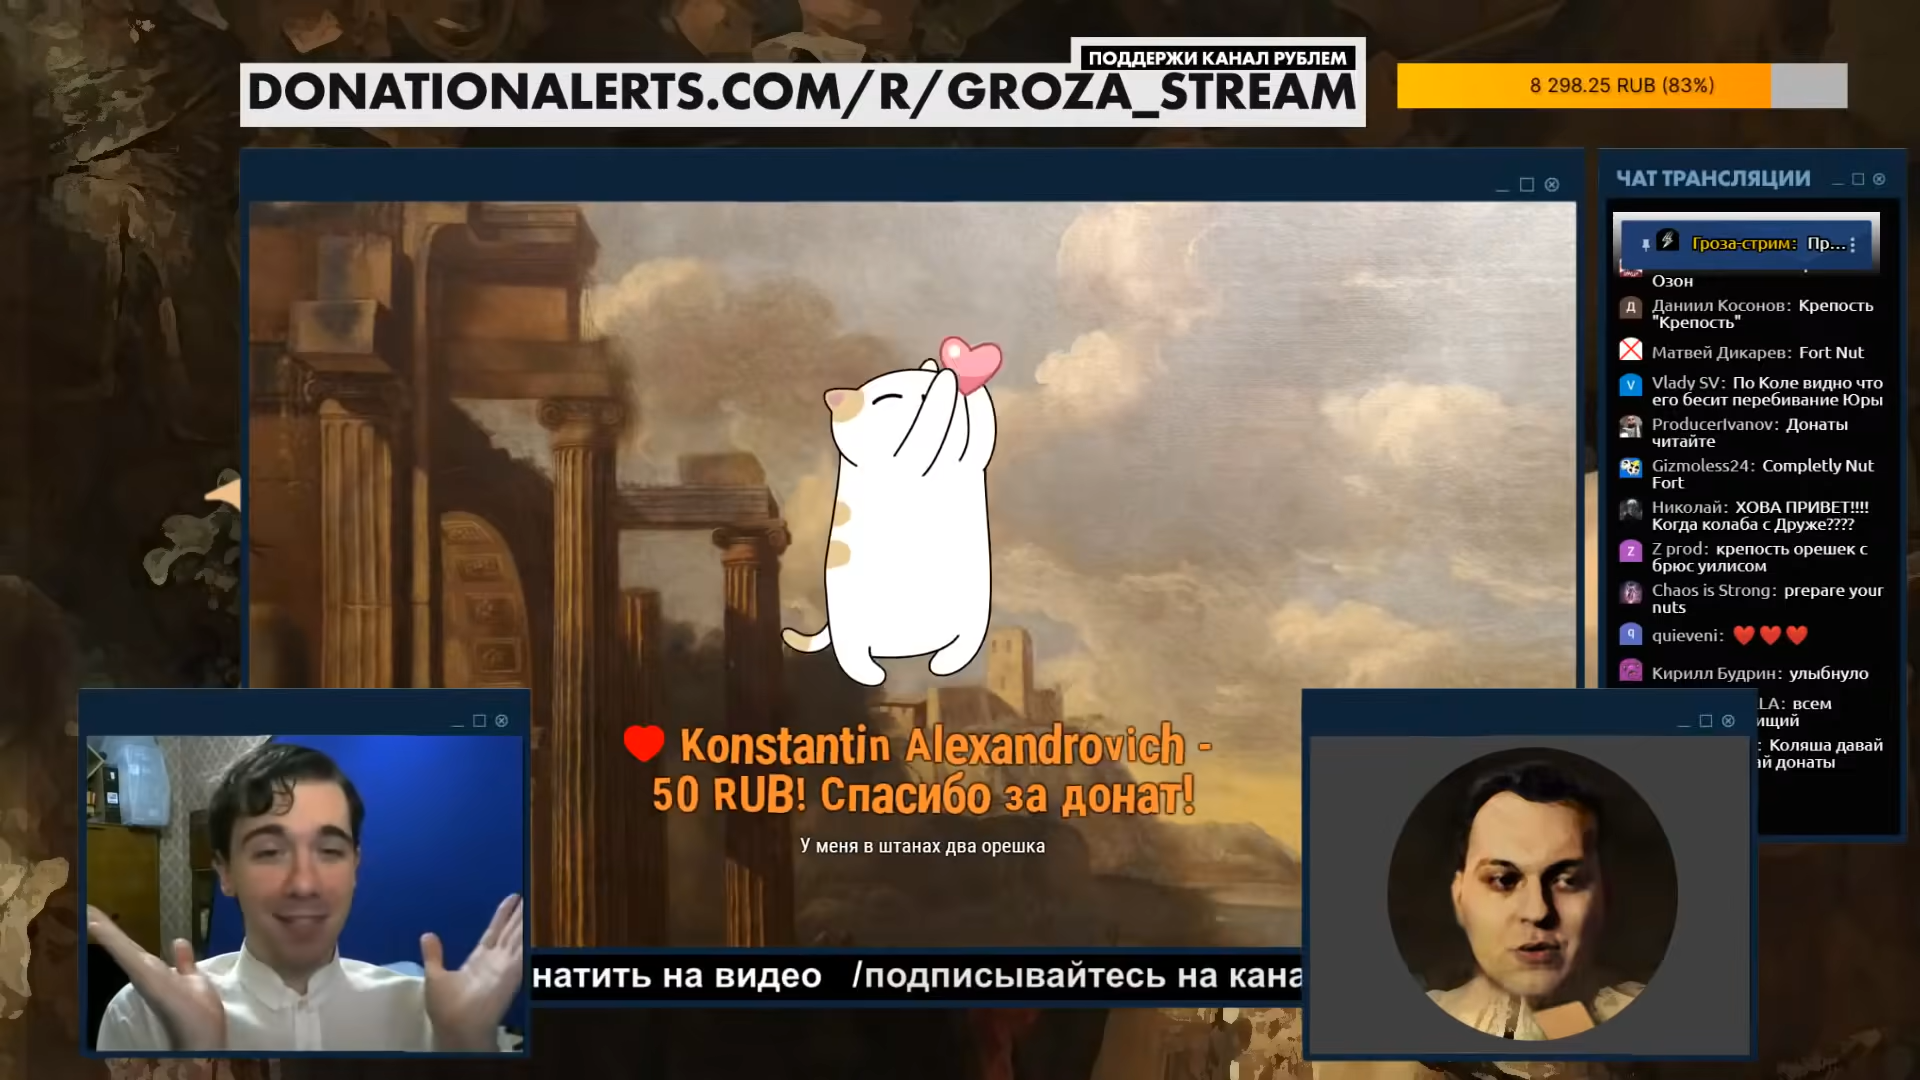 ПОДДЕРЖИ КАНАЛ РУБЛЕМ
DONATIONALERTS.COM/R/GROZA_STREAM
8 298.25 RUB (83%)
ЧАТ ТРАНСЛЯЦИИ
Гроза-стрим: Пр...
Озон
Д
Даниил Косонов: Крепость
"Крепость"
Матвей Дикарев: Fort Nut
V
Vlady SV: По Коле видно что
его бесит перебивание Юры
ProducerIvanov: Донаты
читайте
Gizmoless24: Completly Nut
Fort
Николай: ХОВА ПРИВЕТ!!!!
Когда колаба с Друже????
Z
Z prod: крепость орешек с
брюс уилисом
Chaos is Strong: prepare your
nuts
q
quieveni: ❤️❤️❤️
Кирилл Будрин: улыбнуло
LA: всем
ищий
: Коляша давай
ай донаты
Konstantin Alexandrovich -
50 RUB! Спасибо за донат!
У меня в штанах два орешка
натить на видео /подписывайтесь на кана